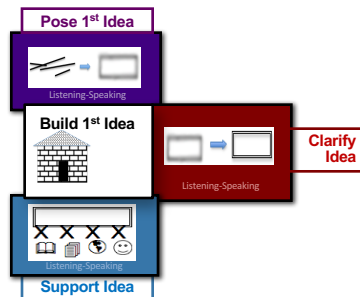 Pose 1st Idea
Listening-Speaking
Build 1st Idea
Listening-Speaking
Clarify
Idea
Listening-Speaking
Support Idea